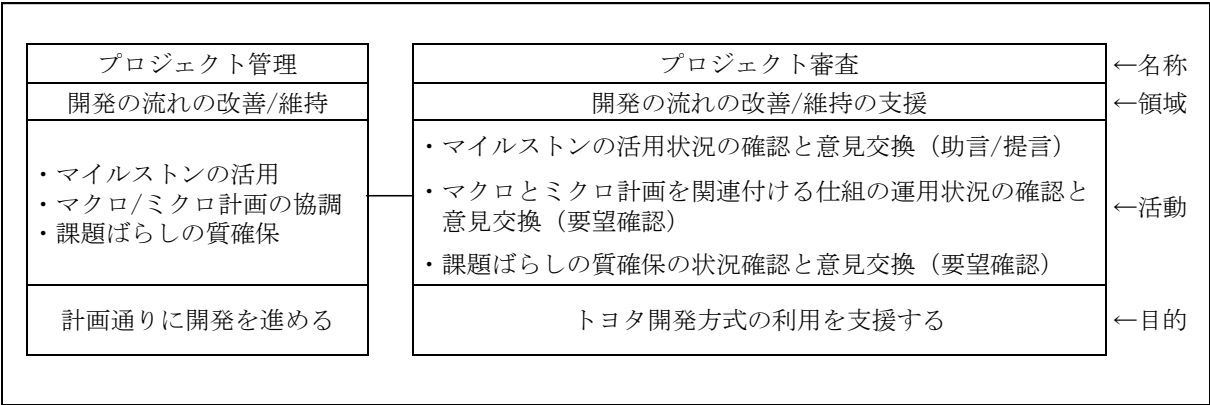 プロジェクト管理
開発の流れの改善/維持
・マイルストンの活用
・マクロ/ミクロ計画の協調
・課題ばらしの質確保
計画通りに開発を進める
プロジェクト審査
開発の流れの改善/維持の支援
・マイルストンの活用状況の確認と意見交換（助言/提言）
・マクロとミクロ計画を関連付ける仕組の運用状況の確認と
意見交換（要望確認）
・課題ばらしの質確保の状況確認と意見交換（要望確認）
トヨタ開発方式の利用を支援する
←名称
←領域
←活動
←目的